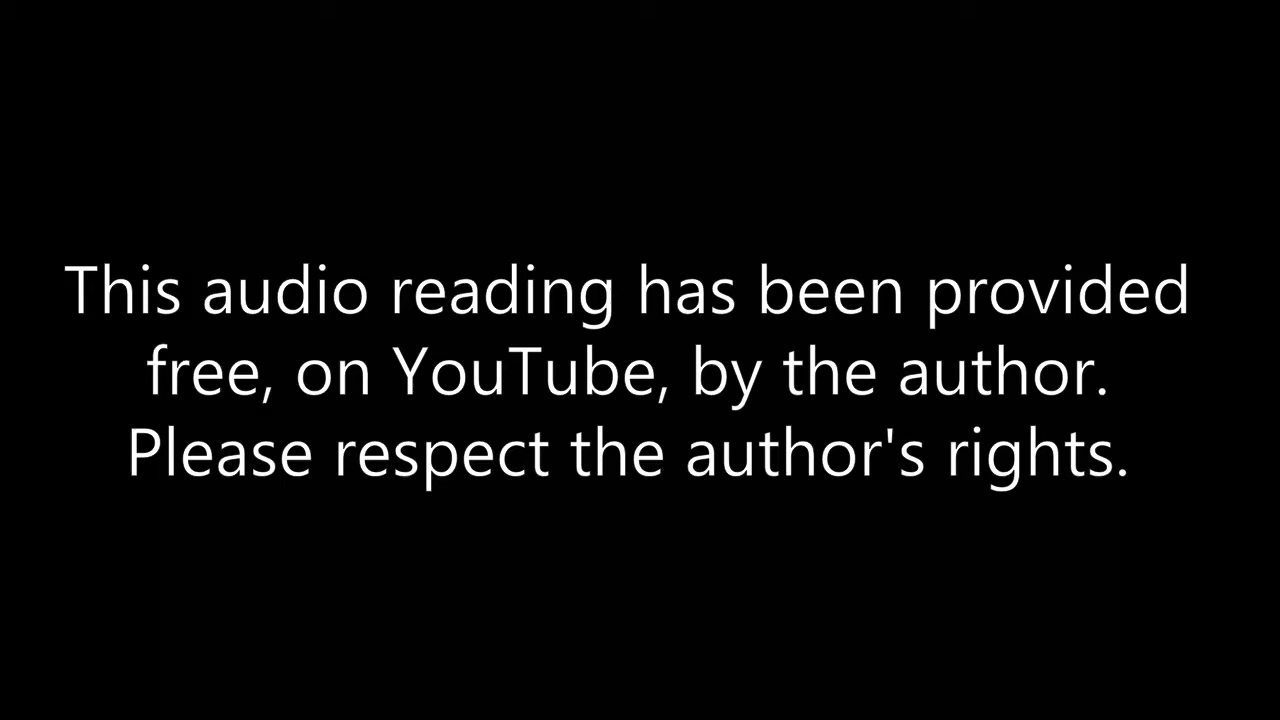 This audio reading has been provided
free, on YouTube, by the author.
Please respect the author's rights.